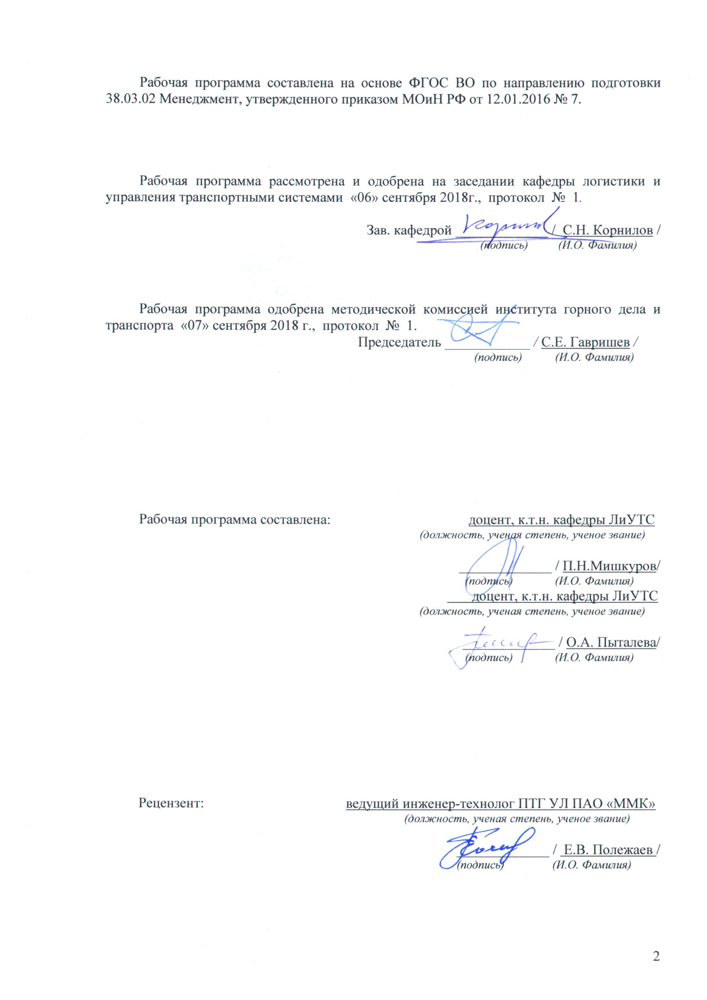 Рабочая программа составлена на основе ФГОС ВО по направлению подготовки
38.03.02 Менеджмент, утвержденного приказом МОиН РФ от 12.01.2016 № 7.
Рабочая программа рассмотрена и одобрена на заседании кафедры логистики и
управления транспортными системами «06» сентября 2018г., протокол № 1.
Зав. кафедрой _____________ / С.Н. Корнилов /
(подпись) (И.О. Фамилия)
Рабочая программа одобрена методической комиссией института горного дела и
транспорта «07» сентября 2018 г., протокол № 1.
Председатель ____________ / С.Е. Гавришев /
(подпись) (И.О. Фамилия)
Рабочая программа составлена: доцент, к.т.н. кафедры ЛиУТС
(должность, ученая степень, ученое звание)
_____________ / П.Н.Мишкуров/
(подпись) (И.О. Фамилия)
доцент, к.т.н. кафедры ЛиУТС
(должность, ученая степень, ученое звание)
_____________ / О.А. Пыталева/
(подпись) (И.О. Фамилия)
Рецензент: ведущий инженер-технолог ПТГ УЛ ПАО «ММК»
(должность, ученая степень, ученое звание)
_____________ / Е.В. Полежаев /
(подпись) (И.О. Фамилия)
2